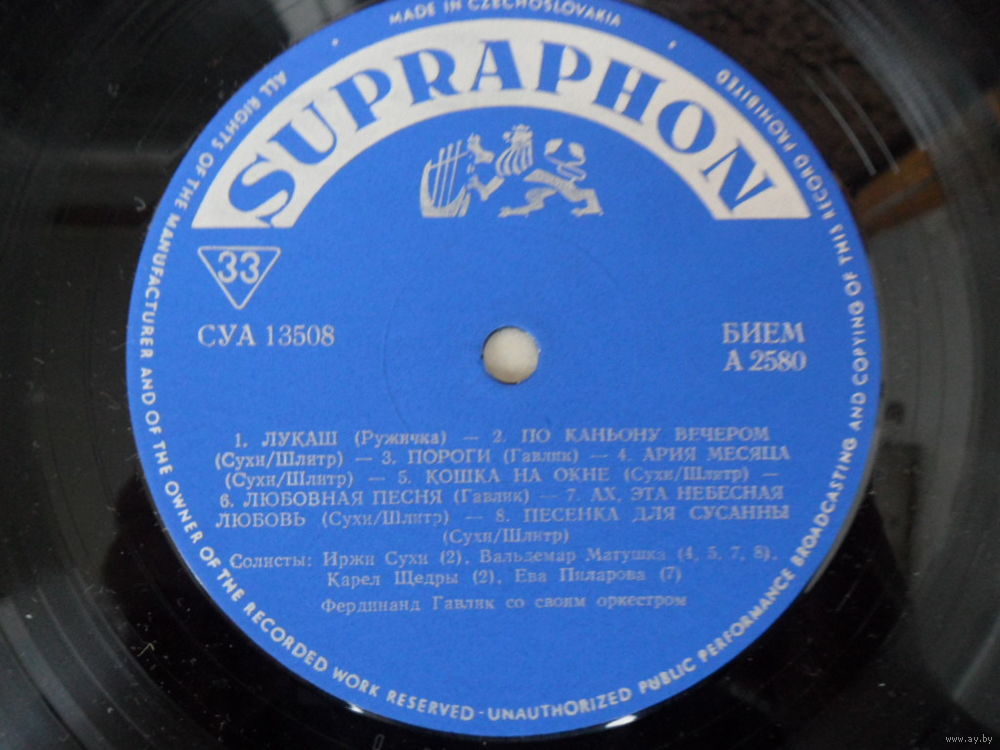 MADE IN CZECHOSLOVAKIA
SUPRAPHON
33
СУА 13508
БИЕМ
А 2580
1. ЛУКАШ (Ружичка) — 2. ПО КАНЬОНУ ВЕЧЕРОМ
(Сухи/Шлитр) — 3. ПОРОГИ (Гавлик) — 4. АРИЯ МЕСЯЦА
(Сухи/Шлитр) — 5. КОШКА НА ОКНЕ (Сухи/Шлитр) —
6. ЛЮБОВНАЯ ПЕСНЯ (Гавлик) — 7. АХ, ЭТА НЕБЕСНАЯ
ЛЮБОВЬ (Сухи/Шлитр) — 8. ПЕСЕНКА ДЛЯ СУСАННЫ
(Сухи/Шлитр)
Солисты: Иржи Сухи (2), Вальдемар Матушка (4, 5, 7, 8),
Карел Щедры (2), Ева Пиларова (7)
Фердинанд Гавлик со своим оркестром
ALL RIGHTS OF THE MANUFACTURER AND OF THE OWNER OF THE RECORDED WORK RESERVED - UNAUTHORIZED PUBLIC PERFORMANCE BROADCASTING AND COPYING OF THIS RECORD PROHIBITED
www.ay.by